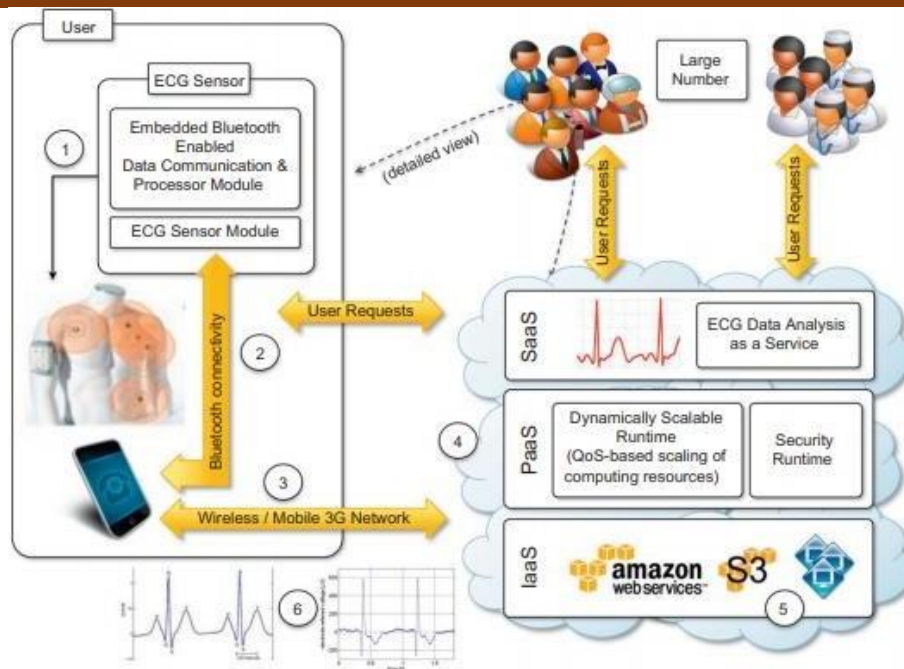 User
ECG Sensor
1
Embedded Bluetooth
Enabled
Data Communication &
Processor Module
ECG Sensor Module
Bluetooth connectivity
2
3
Wireless / Mobile 3G Network
User Requests
(detailed view)
Large
Number
User Requests
User Requests
SaaS
ECG Data Analysis
as a Service
4
PaaS
Dynamically Scalable
Runtime
(QoS-based scaling of
computing resources)
Security
Runtime
IaaS
amazon
webservices™
S3
5
6